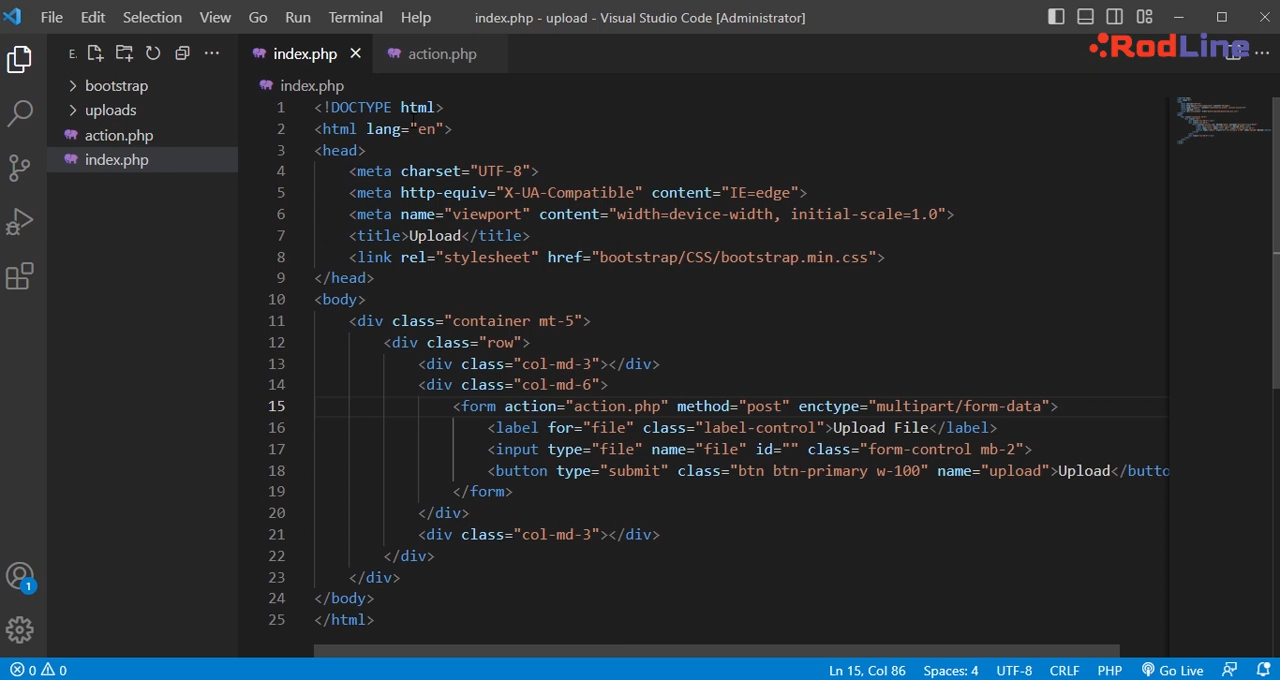 File Edit Selection View Go Run Terminal Help index.php - upload - Visual Studio Code [Administrator]
RodLine
E.
index.php
action.php
bootstrap
uploads
action.php
index.php
index.php
1 <!DOCTYPE html>
2 <html lang="en">
3 <head>
4 <meta charset="UTF-8">
5 <meta http-equiv="X-UA-Compatible" content="IE=edge">
6 <meta name="viewport" content="width=device-width, initial-scale=1.0">
7 <title>Upload</title>
8 <link rel="stylesheet" href="bootstrap/CSS/bootstrap.min.css">
9 </head>
10 <body>
11 <div class="container mt-5">
12 <div class="row">
13 <div class="col-md-3"></div>
14 <div class="col-md-6">
15 <form action="action.php" method="post" enctype="multipart/form-data">
16 <label for="file" class="label-control">Upload File</label>
17 <input type="file" name="file" id="" class="form-control mb-2">
18 <button type="submit" class="btn btn-primary w-100" name="upload">Upload</butto
19 </form>
20 </div>
21 <div class="col-md-3"></div>
22 </div>
23 </div>
24 </body>
25 </html>
1
0 0 Ln 15, Col 86 Spaces: 4 UTF-8 CRLF PHP Go Live